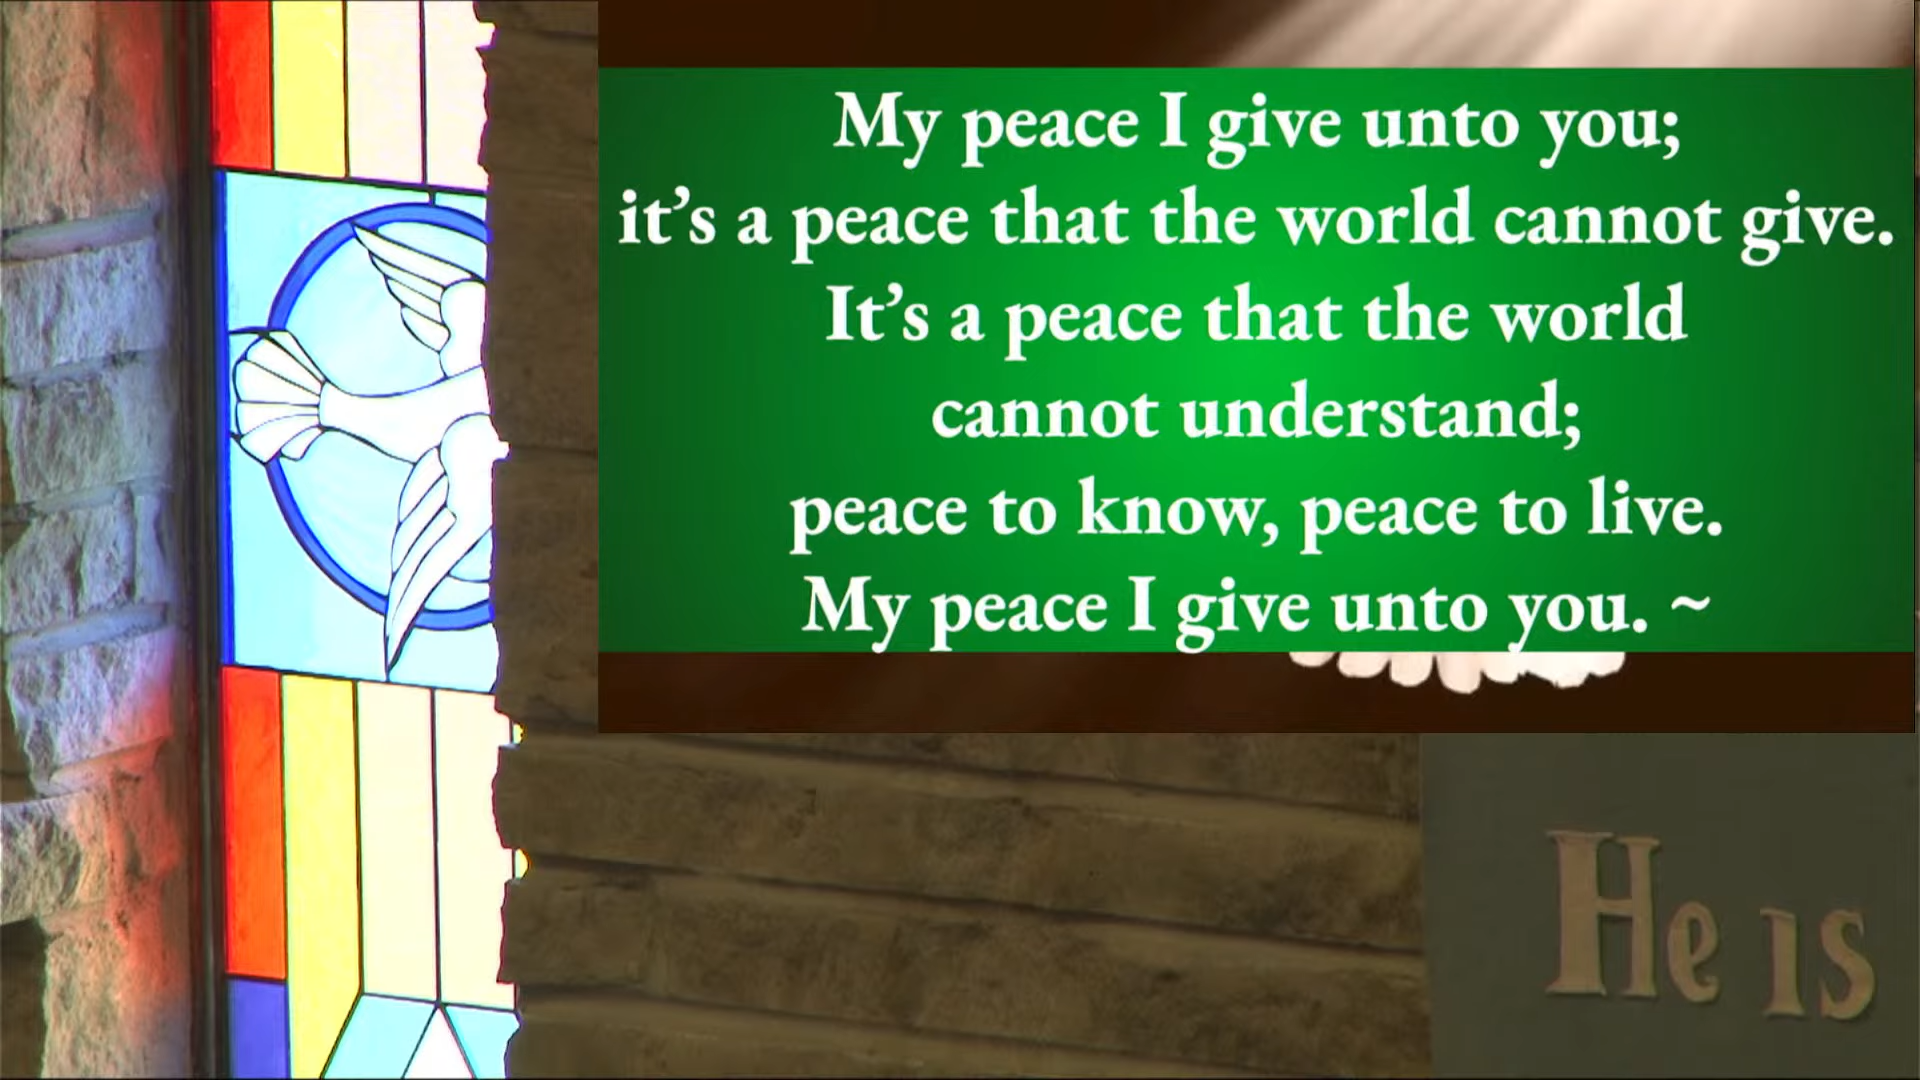 My peace I give unto you;
it’s a peace that the world cannot give.
It’s a peace that the world
cannot understand;
peace to know, peace to live.
My peace I give unto you. ~
He is